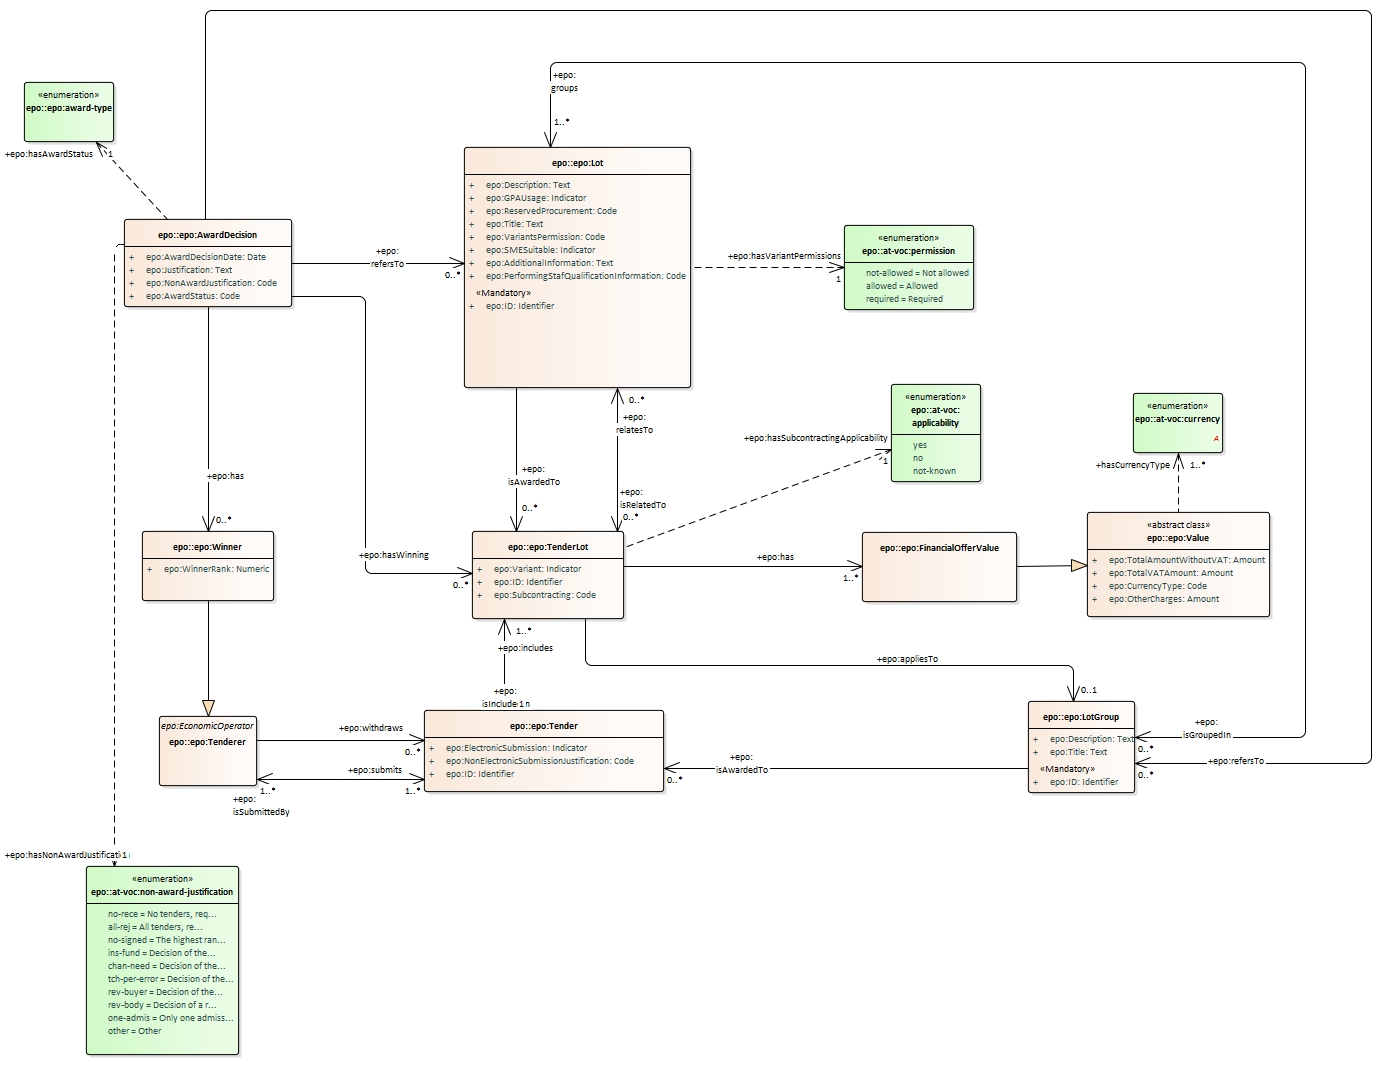 +epo:
groups
1..*
«enumeration»
epo::epo:award-type
+epo:hasAwardStatus
1
epo::epo:Lot
+ epo:Description: Text
+ epo:GPAUsage: Indicator
+ epo:ReservedProcurement: Code
+ epo:Title: Text
+ epo:VariantsPermission: Code
+ epo:SMESuitable: Indicator
+ epo:AdditionalInformation: Text
+ epo:PerformingStafQualificationInformation: Code
«Mandatory»
+ epo:ID: Identifier
epo::epo:AwardDecision
+ epo:AwardDecisionDate: Date
+ epo:Justification: Text
+ epo:NonAwardJustification: Code
+ epo:AwardStatus: Code
+epo:
refersTo
0..*
+epo:hasVariantPermissions
1
«enumeration»
epo::at-voc:permission
not-allowed = Not allowed
allowed = Allowed
required = Required
0..*
+epo:
relatesTo
+epo:hasSubcontractingApplicability
1
«enumeration»
epo::at-voc:
applicability
yes
no
not-known
«enumeration»
epo::at-voc:currency
A
+hasCurrencyType
1..*
+epo:has
0..*
+epo:
isAwardedTo
0..*
+epo:
isRelatedTo
0..*
epo::epo:Winner
+ epo:WinnerRank: Numeric
+epo:hasWinning
0..*
epo::epo:TenderLot
+ epo:Variant: Indicator
+ epo:ID: Identifier
+ epo:Subcontracting: Code
+epo:has
1..*
epo::epo:FinancialOfferValue
«abstract class»
epo::epo:Value
+ epo:TotalAmountWithoutVAT: Amount
+ epo:TotalVATAmount: Amount
+ epo:CurrencyType: Code
+ epo:OtherCharges: Amount
1..*
+epo:includes
+epo:
isInclude 1 n
+epo:appliesTo
0..1
epo:EconomicOperator
epo::epo:Tenderer
+epo:withdraws
0..*
+epo:submits
1..*
1..*
+epo:
isSubmittedBy
epo::epo:Tender
+ epo:ElectronicSubmission: Indicator
+ epo:NonElectronicSubmissionJustification: Code
+ epo:ID: Identifier
+epo:
isAwardedTo
0..*
epo::epo:LotGroup
+ epo:Description: Text
+ epo:Title: Text
«Mandatory»
+ epo:ID: Identifier
+epo:
isGroupedIn
0..*
+epo:refersTo
0..*
+epo:hasNonAwardJustificati 1
«enumeration»
epo::at-voc:non-award-justification
no-rece = No tenders, req...
all-rej = All tenders, re...
no-signed = The highest ran...
ins-fund = Decision of the...
chan-need = Decision of the...
tch-per-error = Decision of the...
rev-buyer = Decision of the...
rev-body = Decision of a r...
one-admis = Only one admiss...
other = Other